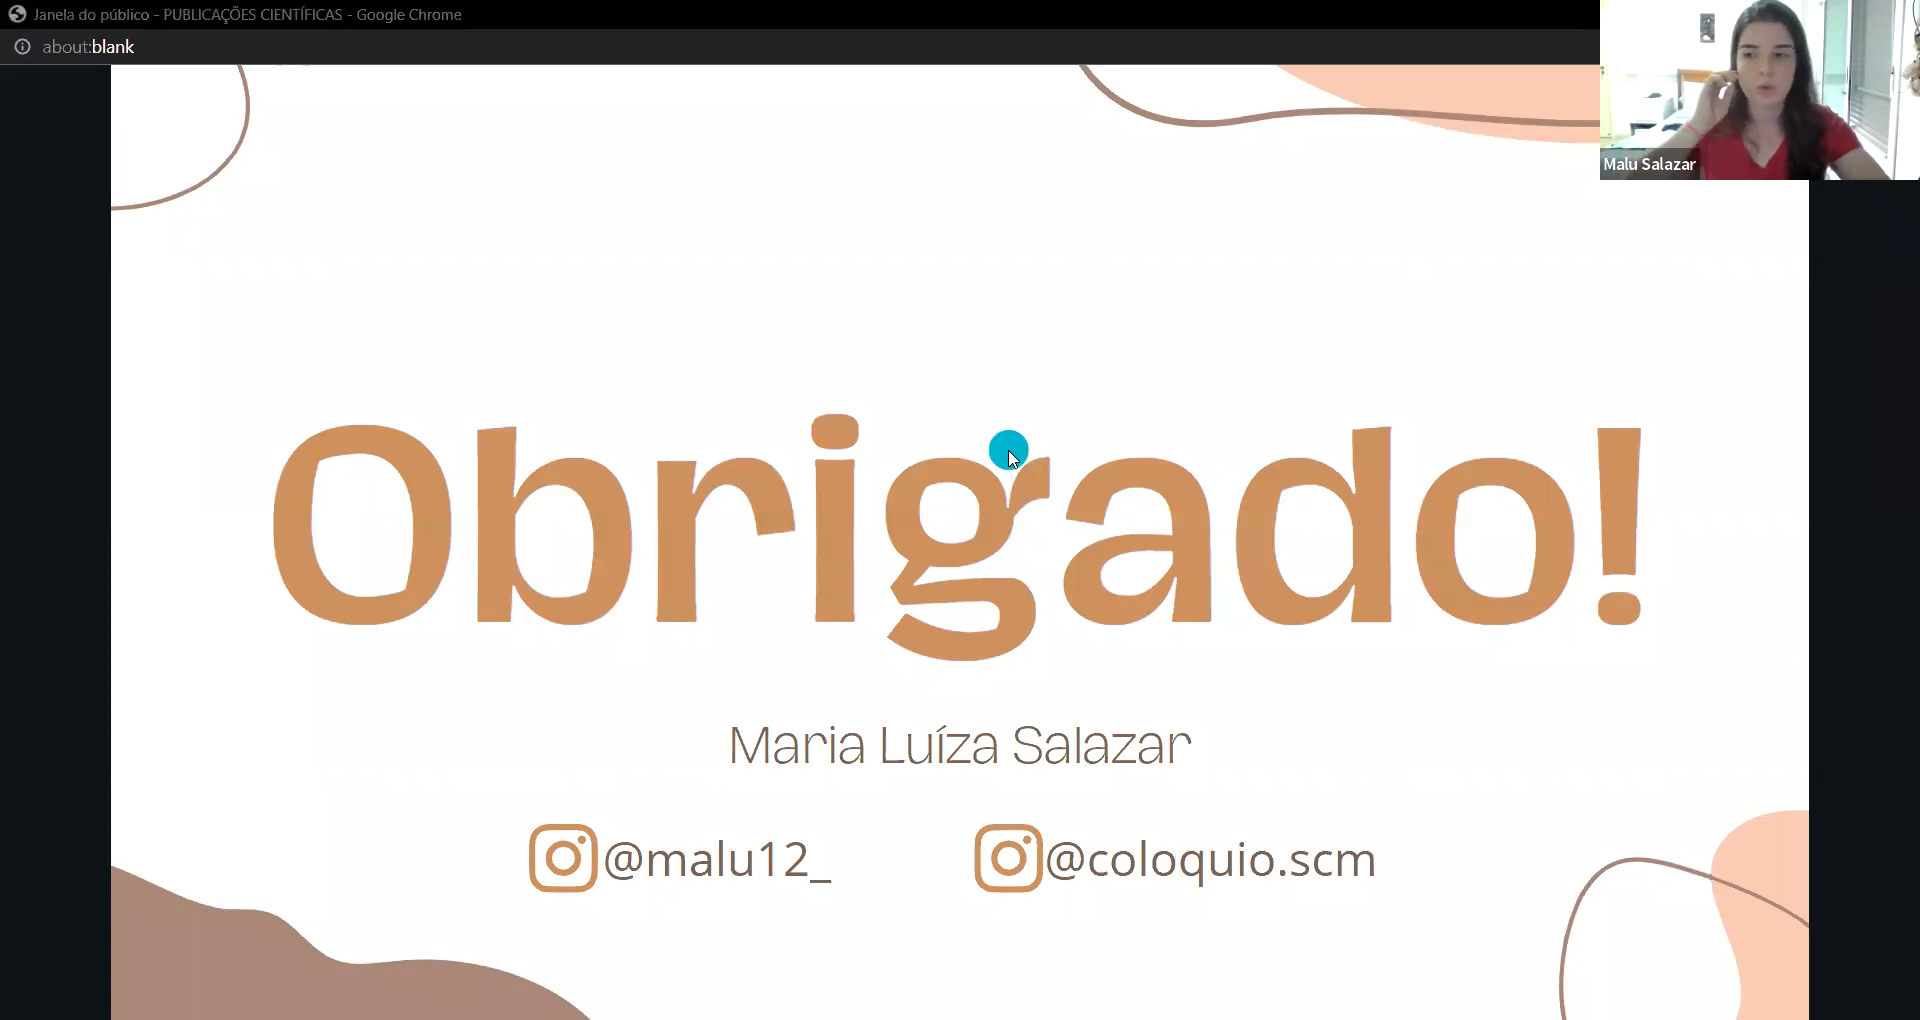 Janela do público - PUBLICAÇÕES CIENTÍFICAS - Google Chrome
about:blank
Malu Salazar
Obrigado!
Maria Luíza Salazar
@malu12_
@coloquio.scm